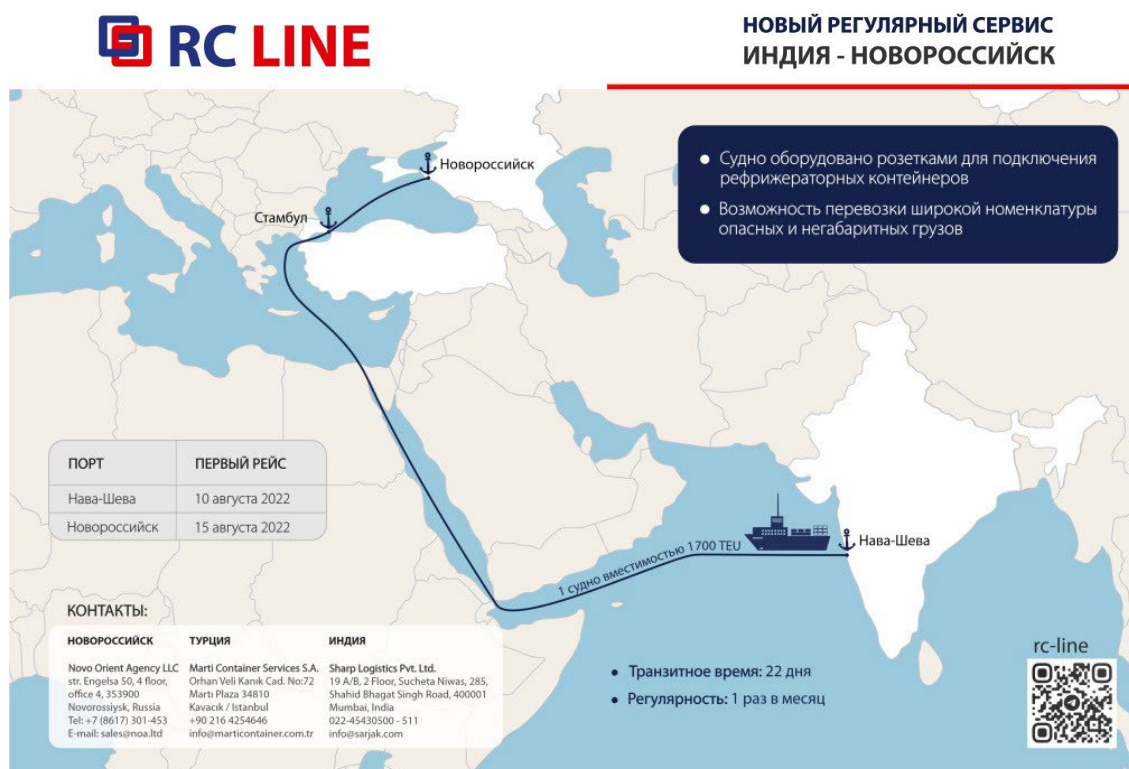 RC LINE
НОВЫЙ РЕГУЛЯРНЫЙ СЕРВИС
ИНДИЯ - НОВОРОССИЙСК
● Судно оборудовано розетками для подключения
рефрижераторных контейнеров
● Возможность перевозки широкой номенклатуры
опасных и негабаритных грузов
Новороссийск
Стамбул
ПОРТ ПЕРВЫЙ РЕЙС
Нава-Шева 10 августа 2022
Новороссийск 15 августа 2022
1 судно вместимостью 1700 TEU
Нава-Шева
КОНТАКТЫ:
НОВОРОССИЙСК
Novo Orient Agency LLC
str. Engelsa 50, 4 floor,
office 4, 353900
Novorossiysk, Russia
Tel: +7 (8617) 301-453
E-mail: sales@noa.ltd
ТУРЦИЯ
Marti Container Services S.A.
Orhan Veli Kanık Cad. No:72
Martı Plaza 34810
Kavacık / Istanbul
+90 216 4254646
info@marticontainer.com.tr
ИНДИЯ
Sharp Logistics Pvt. Ltd.
19 A/B, 2 Floor, Sucheta Niwas, 285,
Shahid Bhagat Singh Road, 400001
Mumbai, India
022-45430500 - 511
info@sarjak.com
● Транзитное время: 22 дня
● Регулярность: 1 раз в месяц
rc-line